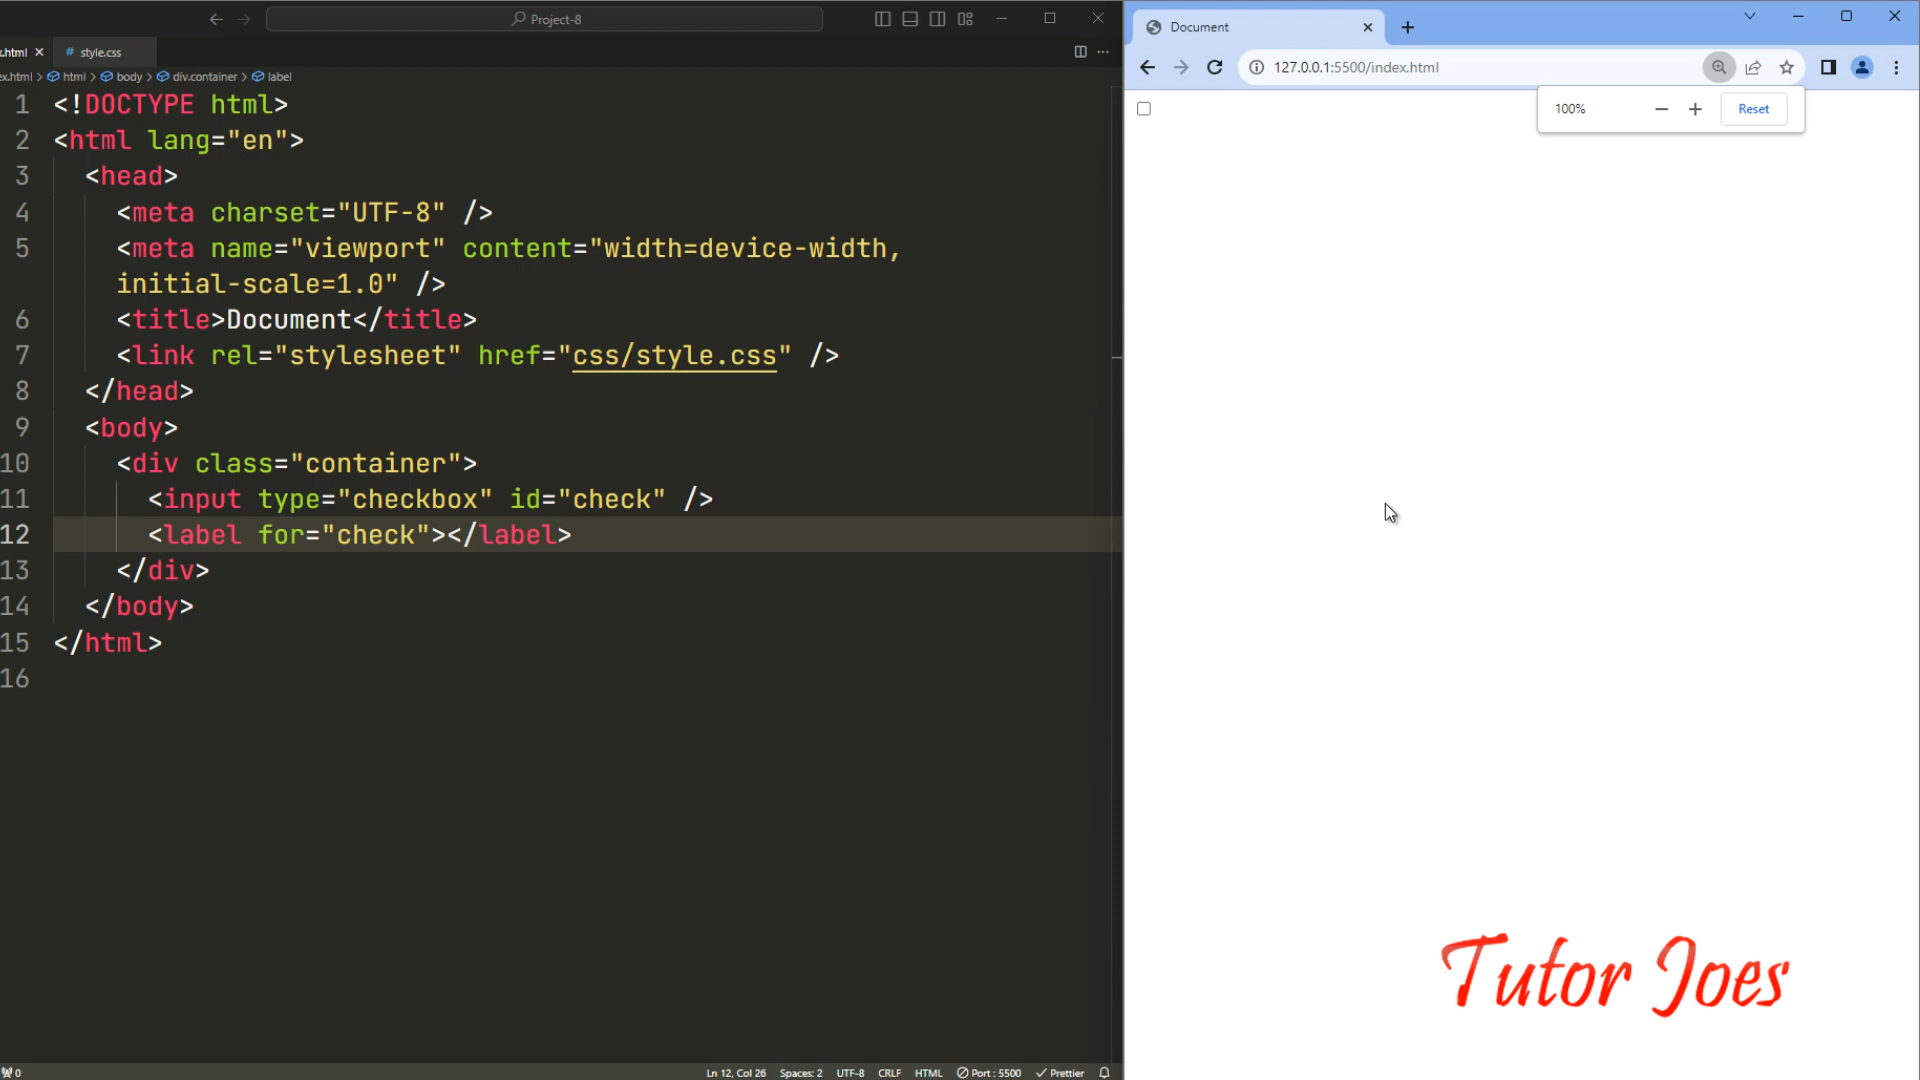 Project-8
x.html
# style.css
ex.html > html > body > div.container > label
1 <!DOCTYPE html>
2 <html lang="en">
3 <head>
4 <meta charset="UTF-8" />
5 <meta name="viewport" content="width=device-width,
initial-scale=1.0" />
6 <title>Document</title>
7 <link rel="stylesheet" href="css/style.css" />
8 </head>
9 <body>
10 <div class="container">
11 <input type="checkbox" id="check" />
12 <label for="check"></label>
13 </div>
14 </body>
15 </html>
16
0
Ln 12, Col 26 Spaces: 2 UTF-8 CRLF HTML Port : 5500 Prettier
Document
127.0.0.1:5500/index.html
100% Reset
Tutor Joes